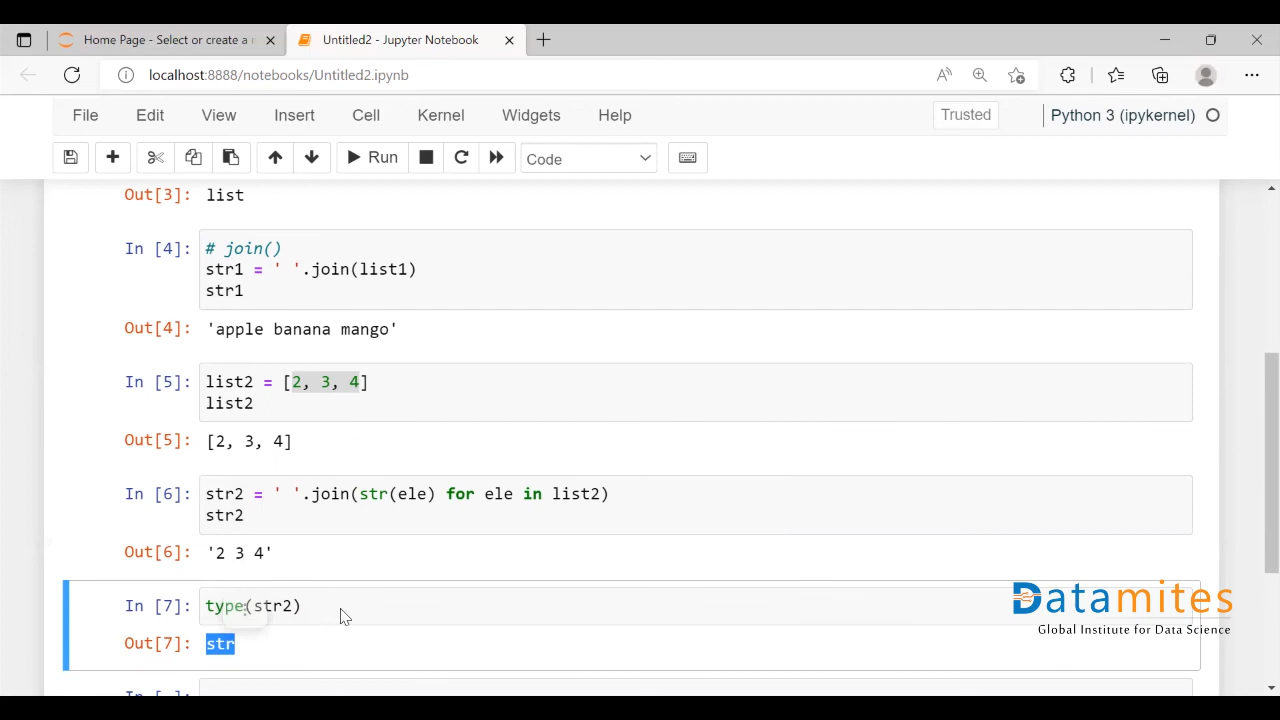 Home Page - Select or create a n
Untitled2 - Jupyter Notebook
localhost:8888/notebooks/Untitled2.ipynb
File Edit View Insert Cell Kernel Widgets Help
Trusted
Python 3 (ipykernel)
Run
Code
Out[3]: list
In [4]: # join()
str1 = ' '.join(list1)
str1
Out[4]: 'apple banana mango'
In [5]: list2 = [2, 3, 4]
list2
Out[5]: [2, 3, 4]
In [6]: str2 = ' '.join(str(ele) for ele in list2)
str2
Out[6]: '2 3 4'
In [7]: type(str2)
Out[7]: str
Datamites
Global Institute for Data Science